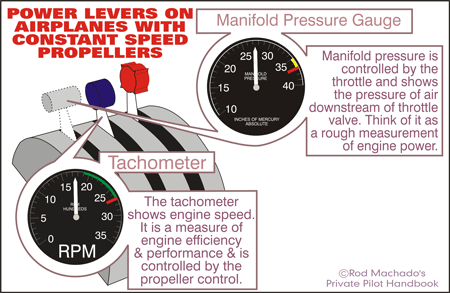 POWER LEVERS ON
AIRPLANES WITH
CONSTANT SPEED
PROPELLERS
Manifold Pressure Gauge
10
15
20
25
30
35
40
MANIFOLD
PRESSURE
INCHES OF MERCURY
ABSOLUTE
Manifold pressure is
controlled by the
throttle and shows
the pressure of air
downstream of throttle
valve. Think of it as
a rough measurement
of engine power.
Tachometer
0
5
10
15
20
25
30
35
HUNDREDS
RPM
The tachometer
shows engine speed.
It is a measure of
engine efficiency
& performance & is
controlled by the
propeller control.
©Rod Machado's
Private Pilot Handbook